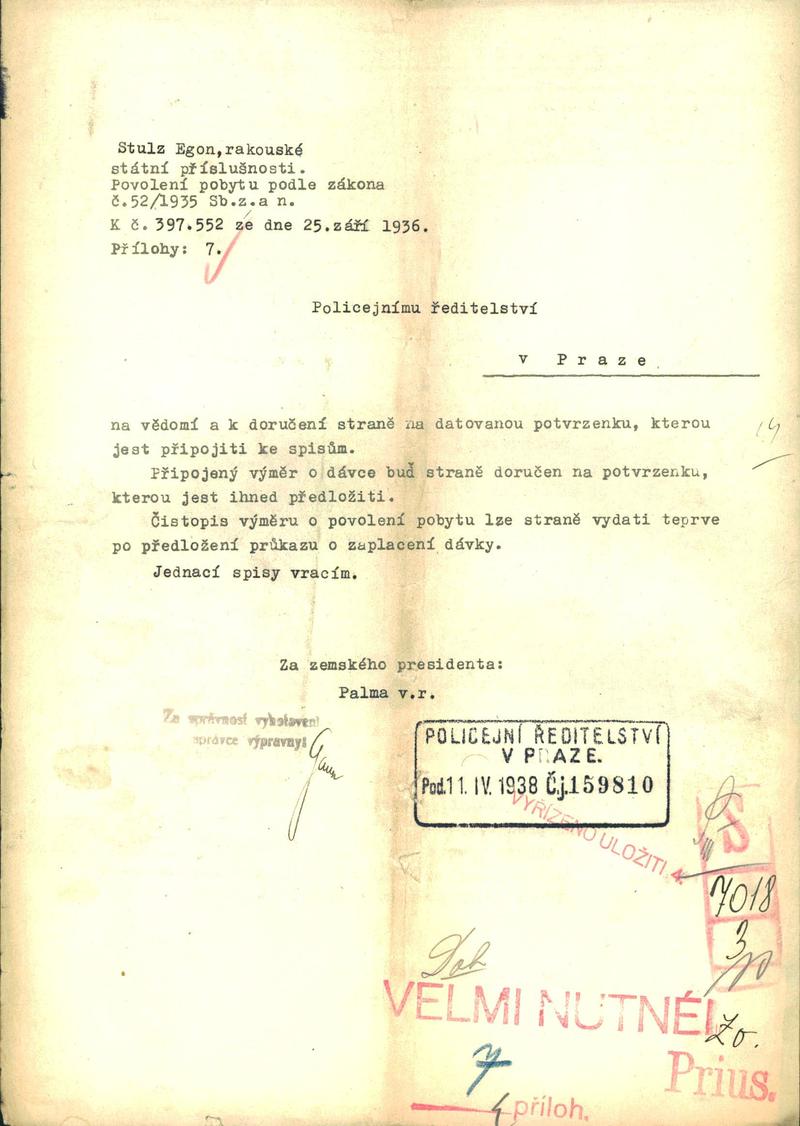 Stulz Egon, rakouské
státní příslušnosti.
Povolení pobytu podle zákona
č.52/1935 Sb.z.a n.
K č. 397.552 ze dne 25.září 1936.
Přílohy: 7.
Policejnímu ředitelství
v Praze
na vědomí a k doručení straně na datovanou potvrzenku, kterou
jest připojiti ke spisům.
Připojený výměr o dávce buď straně doručen na potvrzenku,
kterou jest ihned předložiti.
Čistopis výměru o povolení pobytu lze straně vydati teprve
po předložení průkazu o zaplacení dávky.
Jednací spisy vracím.
Za zemského presidenta:
Palma v.r.
Za správnost vyhotovení
správce výpravny:
POLICEJNÍ ŘEDITELSTVÍ
V PRAZE.
Pod. 11. IV. 1938 Č.j. 159810
VYŘÍZENO ULOŽITI
S
7018
3
VELMI NUTNÉ!
Prius.
7
příloh.